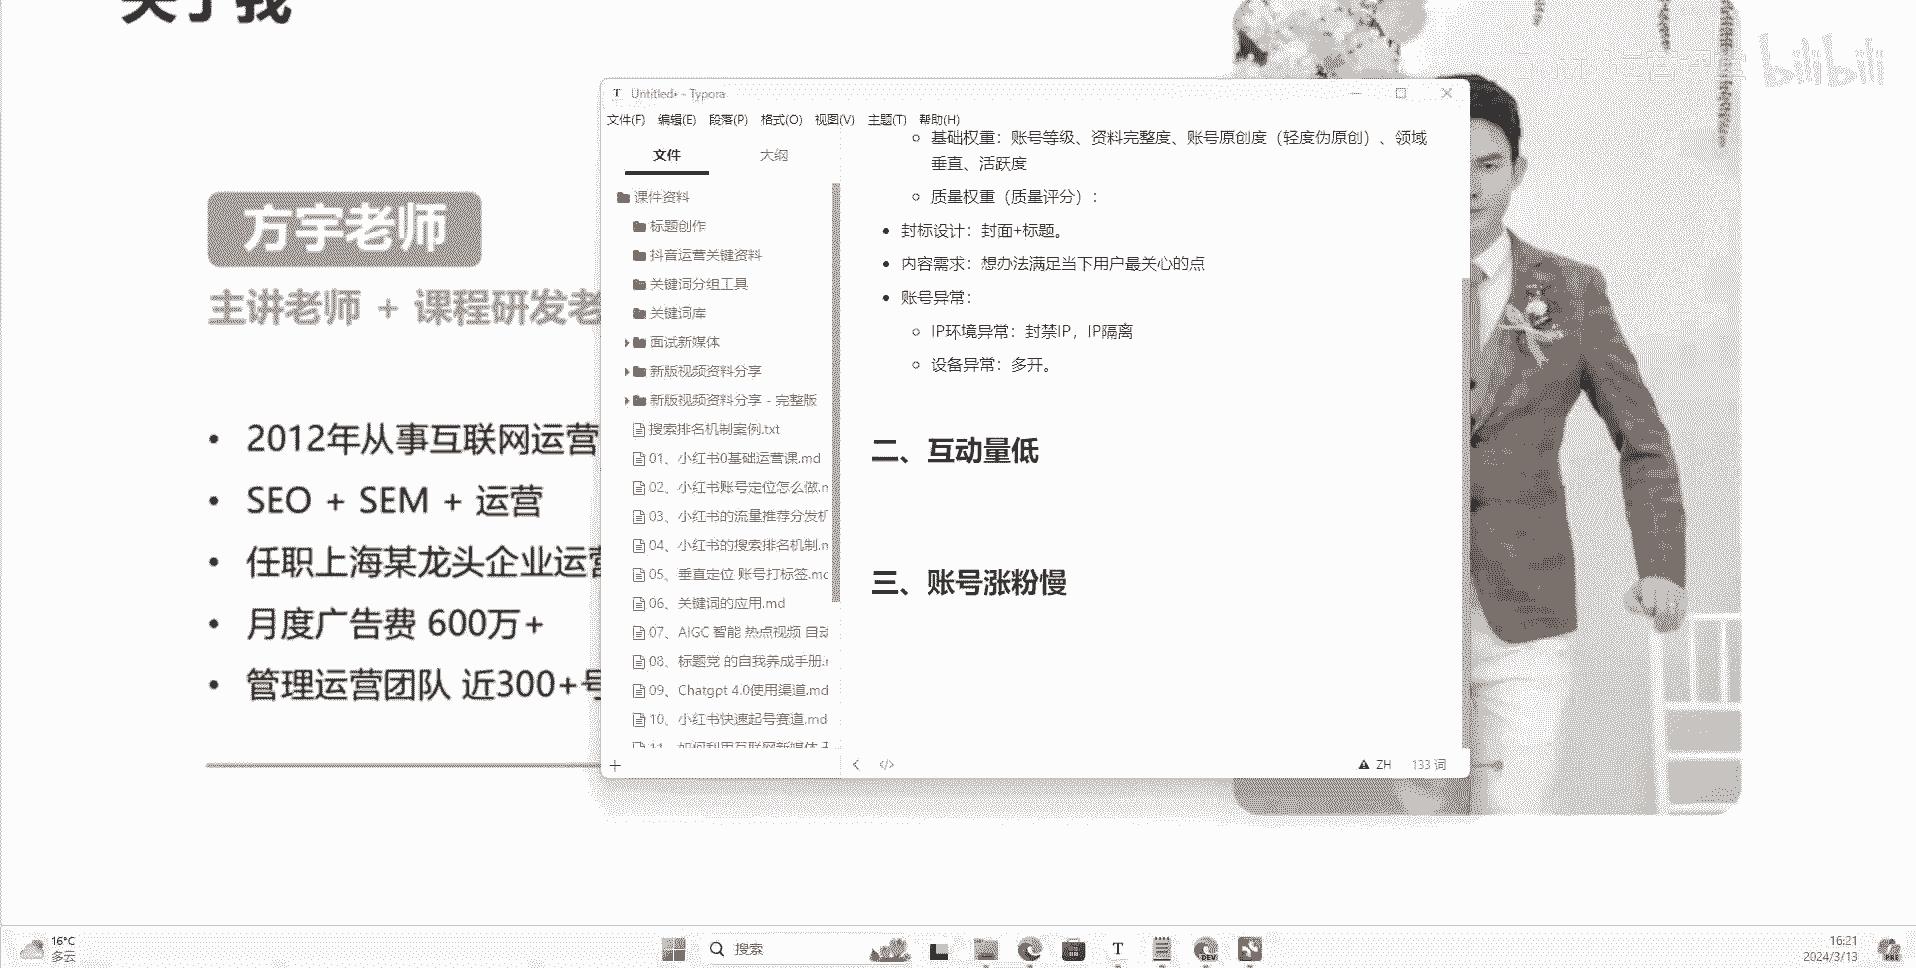 关于我
bilibili
方宇老师
主讲老师 + 课程研发老
2012年从事互联网运营
SEO + SEM + 运营
任职上海某龙头企业运营
月度广告费 600万+
管理运营团队 近300+号
T Untitled• - Typora
文件(F) 编辑(E) 段落(P) 格式(O) 视图(V) 主题(T) 帮助(H)
文件 大纲
课件资料
标题创作
抖音运营关键资料
关键词分组工具
关键词库
面试新媒体
新版视频资料分享
新版视频资料分享 - 完整版
搜索排名机制案例.txt
01、小红书0基础运营课.md
02、小红书账号定位怎么做.m
03、小红书的流量推荐分发机
04、小红书的搜索排名机制.m
05、垂直定位 账号打标签.md
06、关键词的应用.md
07、AIGC 智能 热点视频 自动
08、标题党 的自我养成手册.m
09、Chatgpt 4.0使用渠道.md
10、小红书快速起号赛道.md
11、如何利用互联网新媒体
基础权重：账号等级、资料完整度、账号原创度（轻度伪原创）、领域
垂直、活跃度
质量权重（质量评分）：
封标设计：封面+标题。
内容需求：想办法满足当下用户最关心的点
账号异常：
IP环境异常：封禁IP，IP隔离
设备异常：多开。
二、互动量低
三、账号涨粉慢
ZH 133 词
16°C
多云
搜索
T
DEV
16:21
2024/3/13
PRE